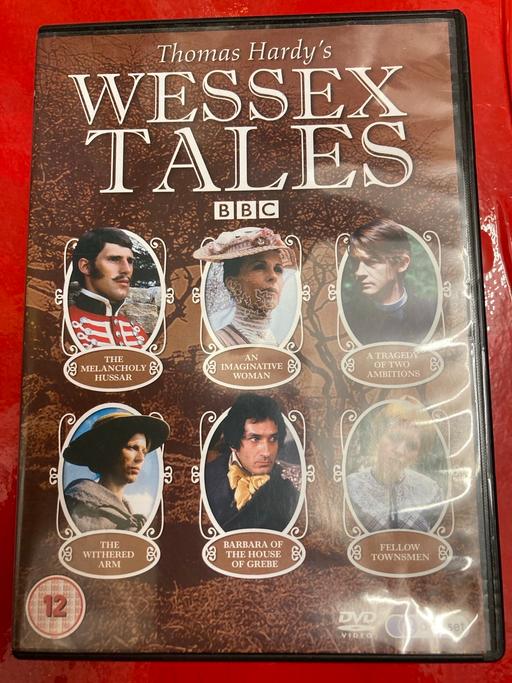 Thomas Hardy's
WESSEX
TALES
BBC
THE
MELANCHOLY
HUSSAR
AN
IMAGINATIVE
WOMAN
A TRAGEDY
OF TWO
AMBITIONS
THE
WITHERED
ARM
BARBARA OF
THE HOUSE
OF GREBE
FELLOW
TOWNSMEN
12
DVD
VIDEO
set